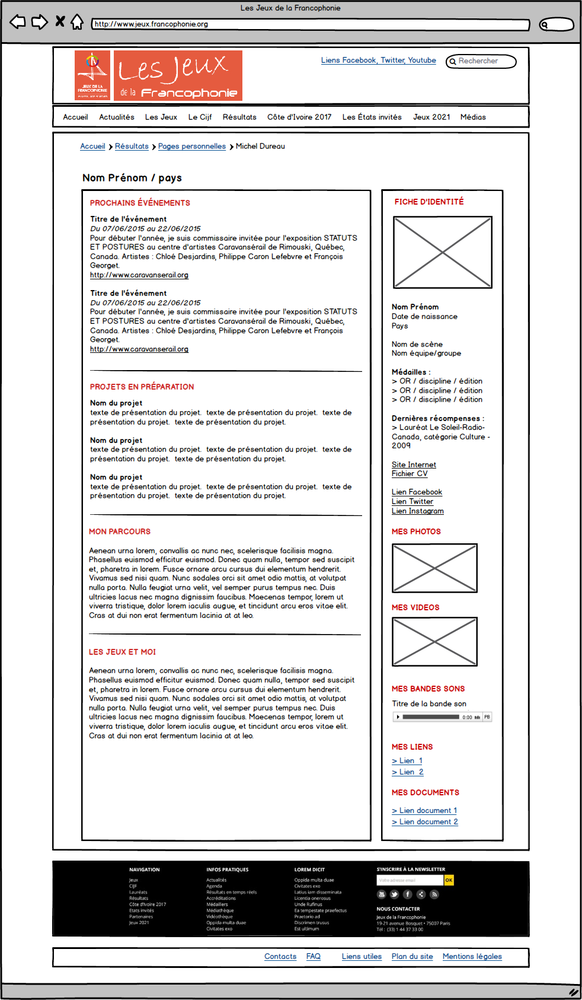 Les Jeux de la Francophonie
http://www.jeux.francophonie.org
JEUX DE LA
FRANCOPHONIE
Les Jeux
de la Francophonie
Liens Facebook, Twitter, Youtube
Rechercher
Accueil Actualités Les Jeux Le Cijf Résultats Côte d'Ivoire 2017 Les États invités Jeux 2021 Médias
Accueil > Résultats > Pages personnelles > Michel Dureau
Nom Prénom / pays
PROCHAINS ÉVÉNEMENTS
Titre de l'événement
Du 07/06/2015 au 22/06/2015
Pour débuter l'année, je suis commissaire invitée pour l'exposition STATUTS
ET POSTURES au centre d'artistes Caravansérail de Rimouski, Québec,
Canada. Artistes : Chloé Desjardins, Philippe Caron Lefebvre et François
Georget.
http://www.caravanserail.org
Titre de l'événement
Du 07/06/2015 au 22/06/2015
Pour débuter l'année, je suis commissaire invitée pour l'exposition STATUTS
ET POSTURES au centre d'artistes Caravansérail de Rimouski, Québec,
Canada. Artistes : Chloé Desjardins, Philippe Caron Lefebvre et François
Georget.
http://www.caravanserail.org
PROJETS EN PRÉPARATION
Nom du projet
texte de présentation du projet. texte de présentation du projet. texte de
présentation du projet. texte de présentation du projet.
Nom du projet
texte de présentation du projet. texte de présentation du projet. texte de
présentation du projet. texte de présentation du projet.
Nom du projet
texte de présentation du projet. texte de présentation du projet. texte de
présentation du projet. texte de présentation du projet.
MON PARCOURS
Aenean urna lorem, convallis ac nunc nec, scelerisque facilisis magna.
Phasellus euismod efficitur euismod. Donec quam nulla, tempor sed suscipit
et, pharetra in lorem. Fusce ornare arcu cursus dui elementum hendrerit.
Vivamus sed nisi quam. Nunc sodales orci sit amet odio mattis, at volutpat
nulla porta. Nulla feugiat urna velit, vel semper purus tempus nec. Duis
ultricies lacus nec magna dignissim faucibus. Maecenas tempor, lorem ut
viverra tristique, dolor lorem iaculis augue, et tincidunt arcu eros vitae elit.
Cras at dui non erat fermentum lacinia at at leo.
LES JEUX ET MOI
Aenean urna lorem, convallis ac nunc nec, scelerisque facilisis magna.
Phasellus euismod efficitur euismod. Donec quam nulla, tempor sed suscipit
et, pharetra in lorem. Fusce ornare arcu cursus dui elementum hendrerit.
Vivamus sed nisi quam. Nunc sodales orci sit amet odio mattis, at volutpat
nulla porta. Nulla feugiat urna velit, vel semper purus tempus nec. Duis
ultricies lacus nec magna dignissim faucibus. Maecenas tempor, lorem ut
viverra tristique, dolor lorem iaculis augue, et tincidunt arcu eros vitae elit.
Cras at dui non erat fermentum lacinia at at leo.
FICHE D'IDENTITÉ
Nom Prénom
Date de naissance
Pays
Nom de scène
Nom équipe/groupe
Médailles :
> OR / discipline / édition
> OR / discipline / édition
> OR / discipline / édition
Dernières récompenses :
> Lauréat Le Soleil-Radio-
Canada, catégorie Culture -
2009
Site Internet
Fichier CV
Lien Facebook
Lien Twitter
Lien Instagram
MES PHOTOS
MES VIDEOS
MES BANDES SONS
Titre de la bande son
0:00 PB
MES LIENS
> Lien 1
> Lien 2
MES DOCUMENTS
> Lien document 1
> Lien document 2
NAVIGATION
Jeux
CIJF
Lauréats
Résultats
Côte d'Ivoire 2017
Etats invités
Partenaires
Jeux 2021
INFOS PRATIQUES
Actualités
Agenda
Résultats en temps réels
Accréditations
Médaillers
Médiathèque
Vidéothèque
Oppida multa duae
Civitates exo
LOREM DICIT
Oppida multa duae
Civitates exo
Latius iam disseminata
Licentia onerosus
Unde Rufinus
Ea tempestate praefectus
Praetorio ad
Discrimen trusus
Est ultimum
S'INSCRIRE À LA NEWSLETTER
Votre adresse email OK
NOUS CONTACTER
Jeux de la Francophonie
19-21 avenue Bosquet • 75007 Paris
Tél : (33) 1 44 37 33 00
Contacts FAQ Liens utiles Plan du site Mentions légales